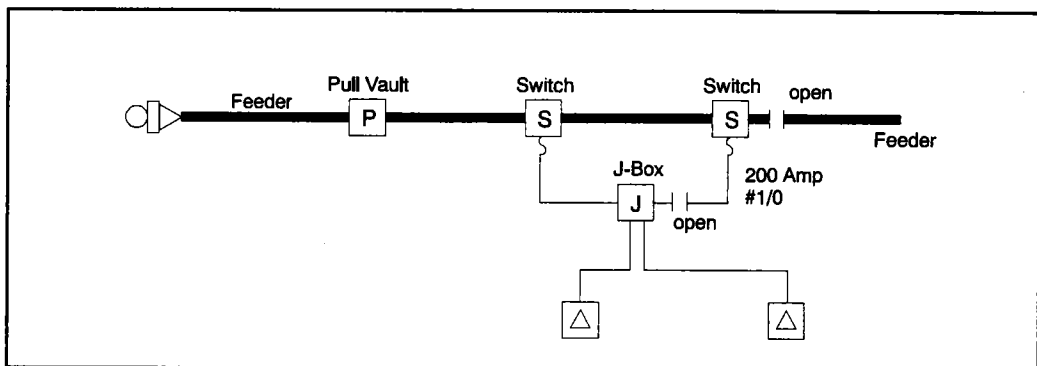 Pull Vault
Switch
Switch
open
Feeder
P
S
S
Feeder
J-Box
200 Amp
#1/0
J
open